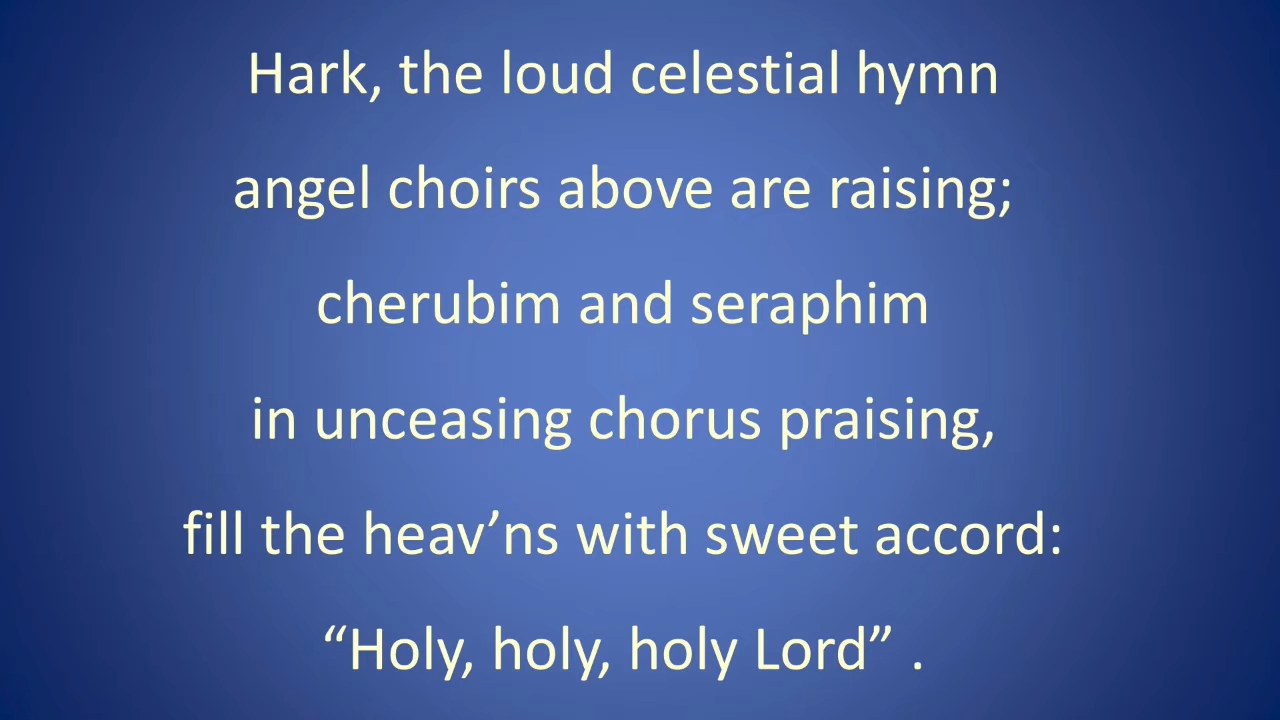 Hark, the loud celestial hymn
angel choirs above are raising;
cherubim and seraphim
in unceasing chorus praising,
fill the heav’ns with sweet accord:
“Holy, holy, holy Lord” .